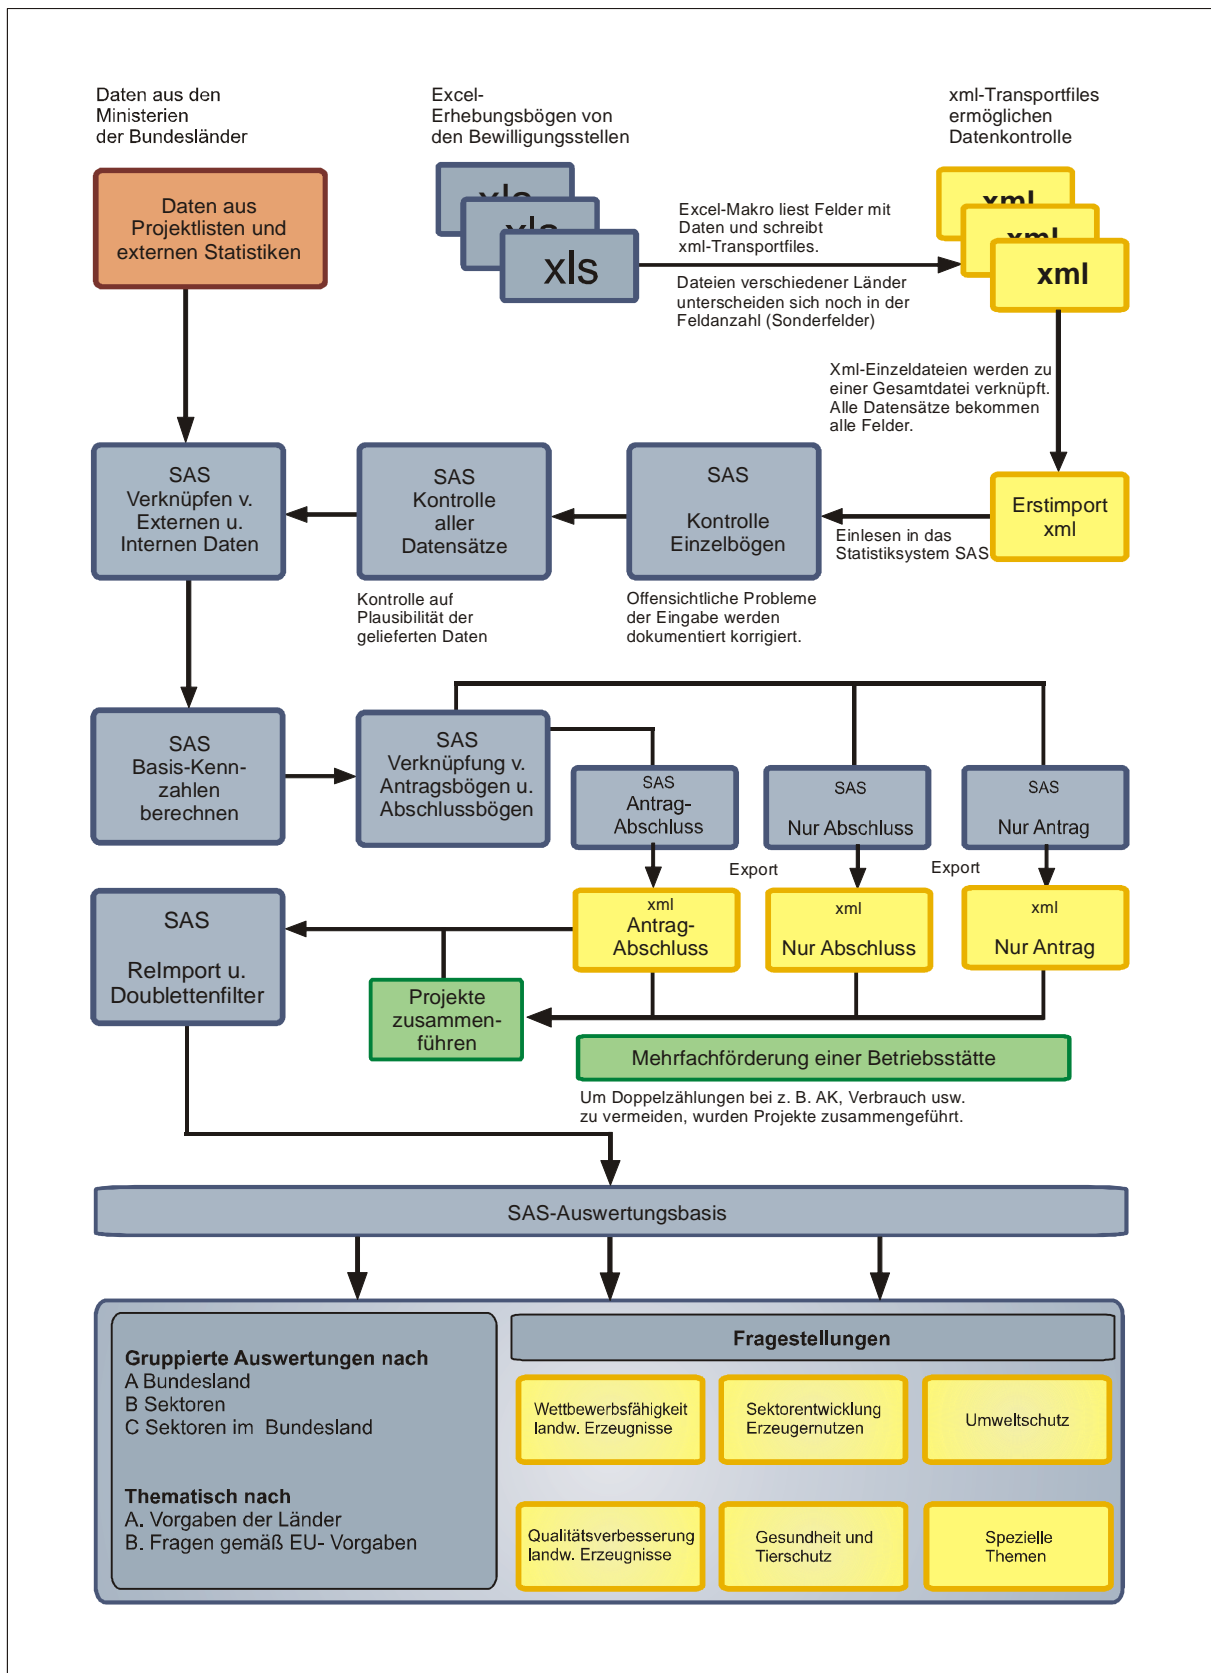 Daten aus den
Ministerien
der Bundesländer
Excel-
Erhebungsbögen von
den Bewilligungsstellen
xml-Transportfiles
ermöglichen
Datenkontrolle
Daten aus
Projektlisten und
externen Statistiken
xls
xls
xls
Excel-Makro liest Felder mit
Daten und schreibt
xml-Transportfiles.
Dateien verschiedener Länder
unterscheiden sich noch in der
Feldanzahl (Sonderfelder)
xml
xml
xml
Xml-Einzeldateien werden zu
einer Gesamtdatei verknüpft.
Alle Datensätze bekommen
alle Felder.
SAS
Verknüpfen v.
Externen u.
Internen Daten
SAS
Kontrolle
aller
Datensätze
SAS
Kontrolle
Einzelbögen
Erstimport
xml
Einlesen in das
Statistiksystem SAS
Kontrolle auf
Plausibilität der
gelieferten Daten
Offensichtliche Probleme
der Eingabe werden
dokumentiert korrigiert.
SAS
Basis-Kenn-
zahlen
berechnen
SAS
Verknüpfung v.
Antragsbögen u.
Abschlussbögen
SAS
Antrag-
Abschluss
SAS
Nur Abschluss
SAS
Nur Antrag
Export
Export
SAS
ReImport u.
Doublettenfilter
xml
Antrag-
Abschluss
xml
Nur Abschluss
xml
Nur Antrag
Projekte
zusammen-
führen
Mehrfachförderung einer Betriebsstätte
Um Doppelzählungen bei z. B. AK, Verbrauch usw.
zu vermeiden, wurden Projekte zusammengeführt.
SAS-Auswertungsbasis
Gruppierte Auswertungen nach
A Bundesland
B Sektoren
C Sektoren im Bundesland
Thematisch nach
A. Vorgaben der Länder
B. Fragen gemäß EU- Vorgaben
Fragestellungen
Wettbewerbsfähigkeit
landw. Erzeugnisse
Sektorentwicklung
Erzeugernutzen
Umweltschutz
Qualitätsverbesserung
landw. Erzeugnisse
Gesundheit und
Tierschutz
Spezielle
Themen